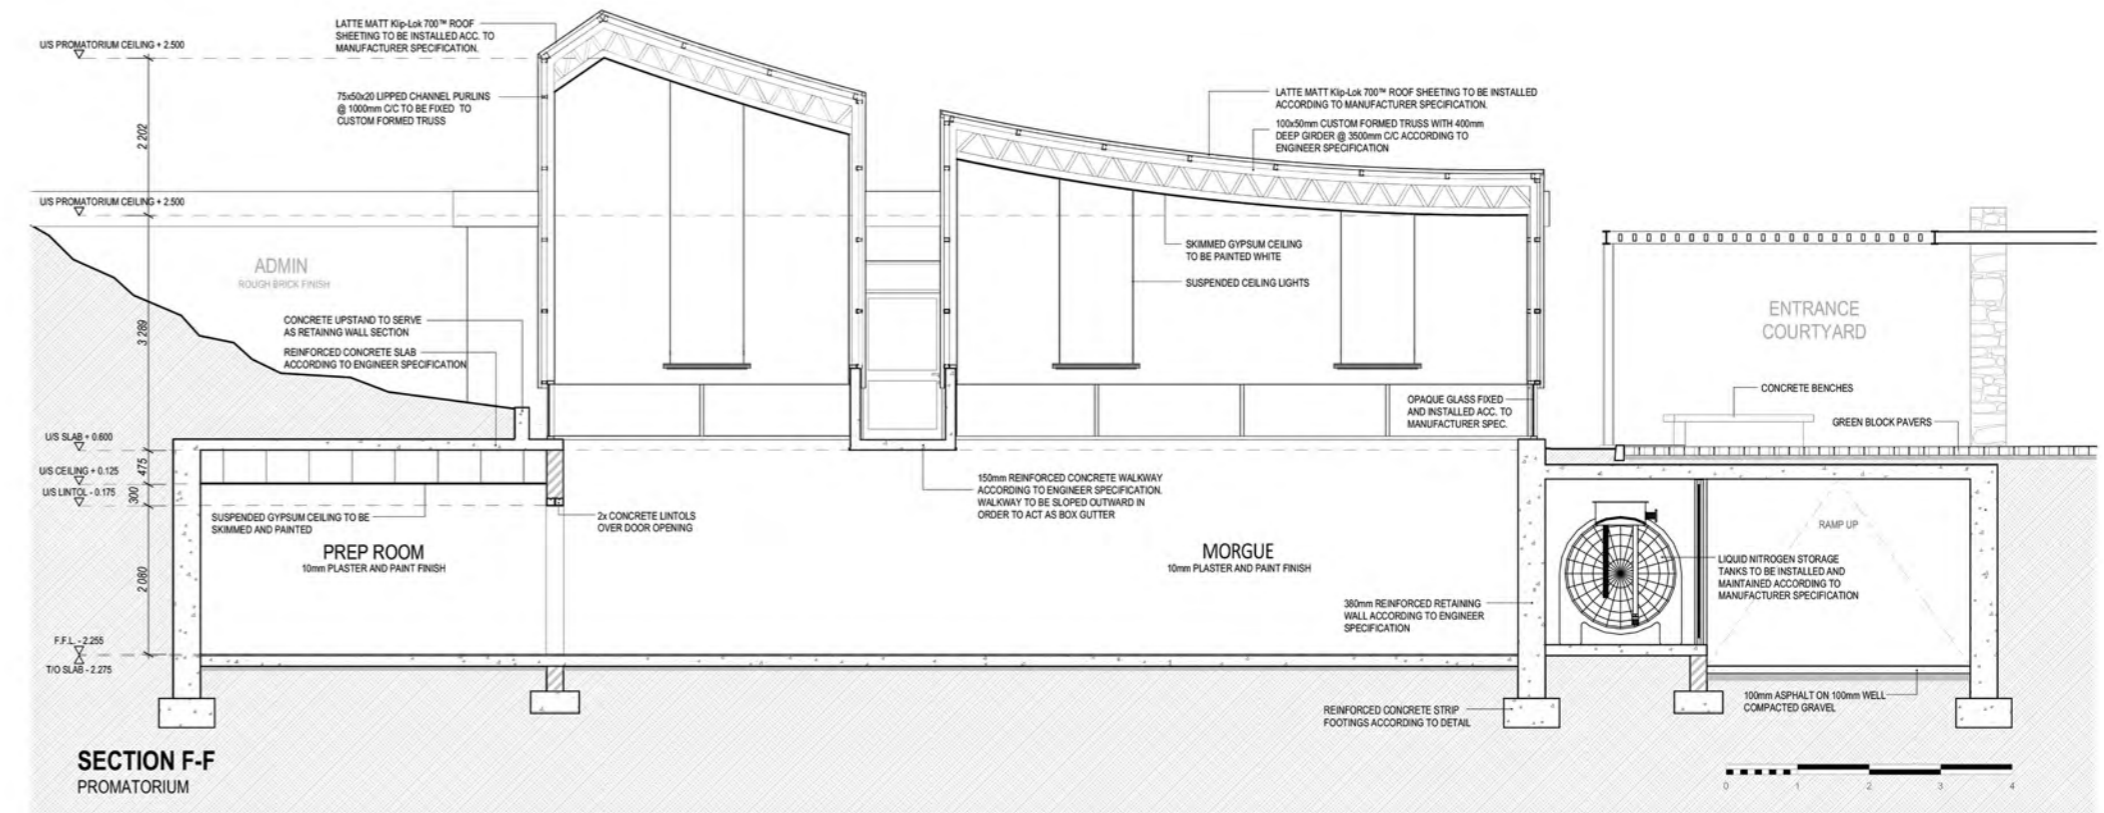 LATTE MATT Klip-Lok 700™ ROOF
SHEETING TO BE INSTALLED ACC. TO
MANUFACTURER SPECIFICATION.
U/S PROMATORIUM CEILING + 2.500
75x50x20 LIPPED CHANNEL PURLINS
@ 1000mm C/C TO BE FIXED TO
CUSTOM FORMED TRUSS
2 202
LATTE MATT Klip-Lok 700™ ROOF SHEETING TO BE INSTALLED
ACCORDING TO MANUFACTURER SPECIFICATION.
100x50mm CUSTOM FORMED TRUSS WITH 400mm
DEEP GIRDER @ 3500mm C/C ACCORDING TO
ENGINEER SPECIFICATION
U/S PROMATORIUM CEILING + 2.500
ADMIN
ROUGH BRICK FINISH
SKIMMED GYPSUM CEILING
TO BE PAINTED WHITE
SUSPENDED CEILING LIGHTS
ENTRANCE
COURTYARD
3 289
CONCRETE UPSTAND TO SERVE
AS RETAINNG WALL SECTION
REINFORCED CONCRETE SLAB
ACCORDING TO ENGINEER SPECIFICATION
CONCRETE BENCHES
OPAQUE GLASS FIXED
AND INSTALLED ACC. TO
MANUFACTURER SPEC.
GREEN BLOCK PAVERS
U/S SLAB + 0.600
475
U/S CEILING + 0.125
300
U/S LINTOL - 0.175
150mm REINFORCED CONCRETE WALKWAY
ACCORDING TO ENGINEER SPECIFICATION.
WALKWAY TO BE SLOPED OUTWARD IN
ORDER TO ACT AS BOX GUTTER
SUSPENDED GYPSUM CEILING TO BE
SKIMMED AND PAINTED
2x CONCRETE LINTOLS
OVER DOOR OPENING
RAMP UP
PREP ROOM
10mm PLASTER AND PAINT FINISH
MORGUE
10mm PLASTER AND PAINT FINISH
LIQUID NITROGEN STORAGE
TANKS TO BE INSTALLED AND
MAINTAINED ACCORDING TO
MANUFACTURER SPECIFICATION
2 080
380mm REINFORCED RETAINING
WALL ACCORDING TO ENGINEER
SPECIFICATION
F.F.L. - 2.255
T/O SLAB - 2.275
100mm ASPHALT ON 100mm WELL
COMPACTED GRAVEL
REINFORCED CONCRETE STRIP
FOOTINGS ACCORDING TO DETAIL
SECTION F-F
PROMATORIUM
0 1 2 3 4